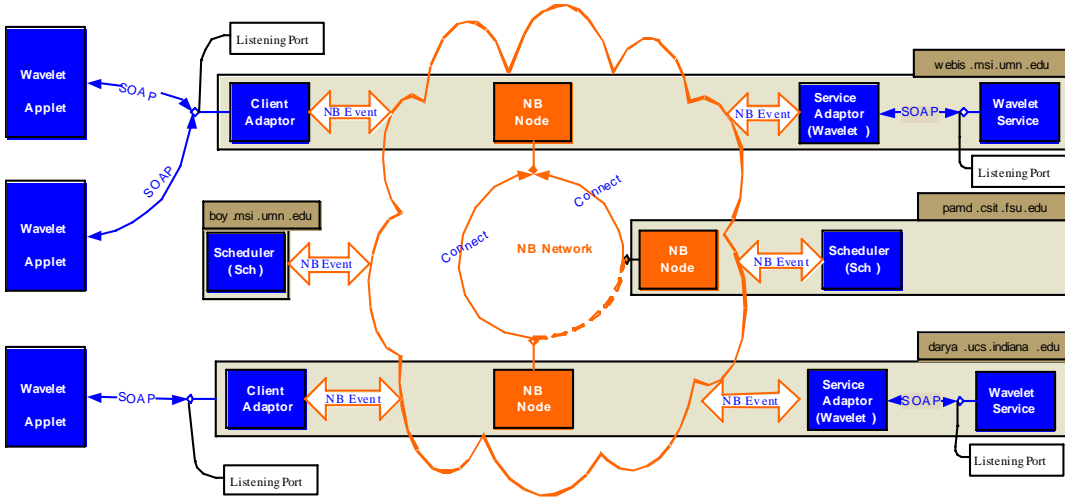 Listening Port
webis .msi.umn .edu
Wavelet
Applet
SOAP
Client
Adaptor
NB Event
NB
Node
NB Event
Service
Adaptor
(Wavelet )
SOAP
Wavelet
Service
Listening Port
SOAP
Wavelet
Applet
boy .msi.umn .edu
Scheduler
( Sch )
NB Event
Connect
Connect
NB Network
pamd .csit.fsu .edu
NB
Node
NB Event
Scheduler
( Sch )
darya .ucs.indiana .edu
Wavelet
Applet
SOAP
Client
Adaptor
NB Event
NB
Node
NB Event
Service
Adaptor
(Wavelet )
SOAP
Wavelet
Service
Listening Port
Listening Port